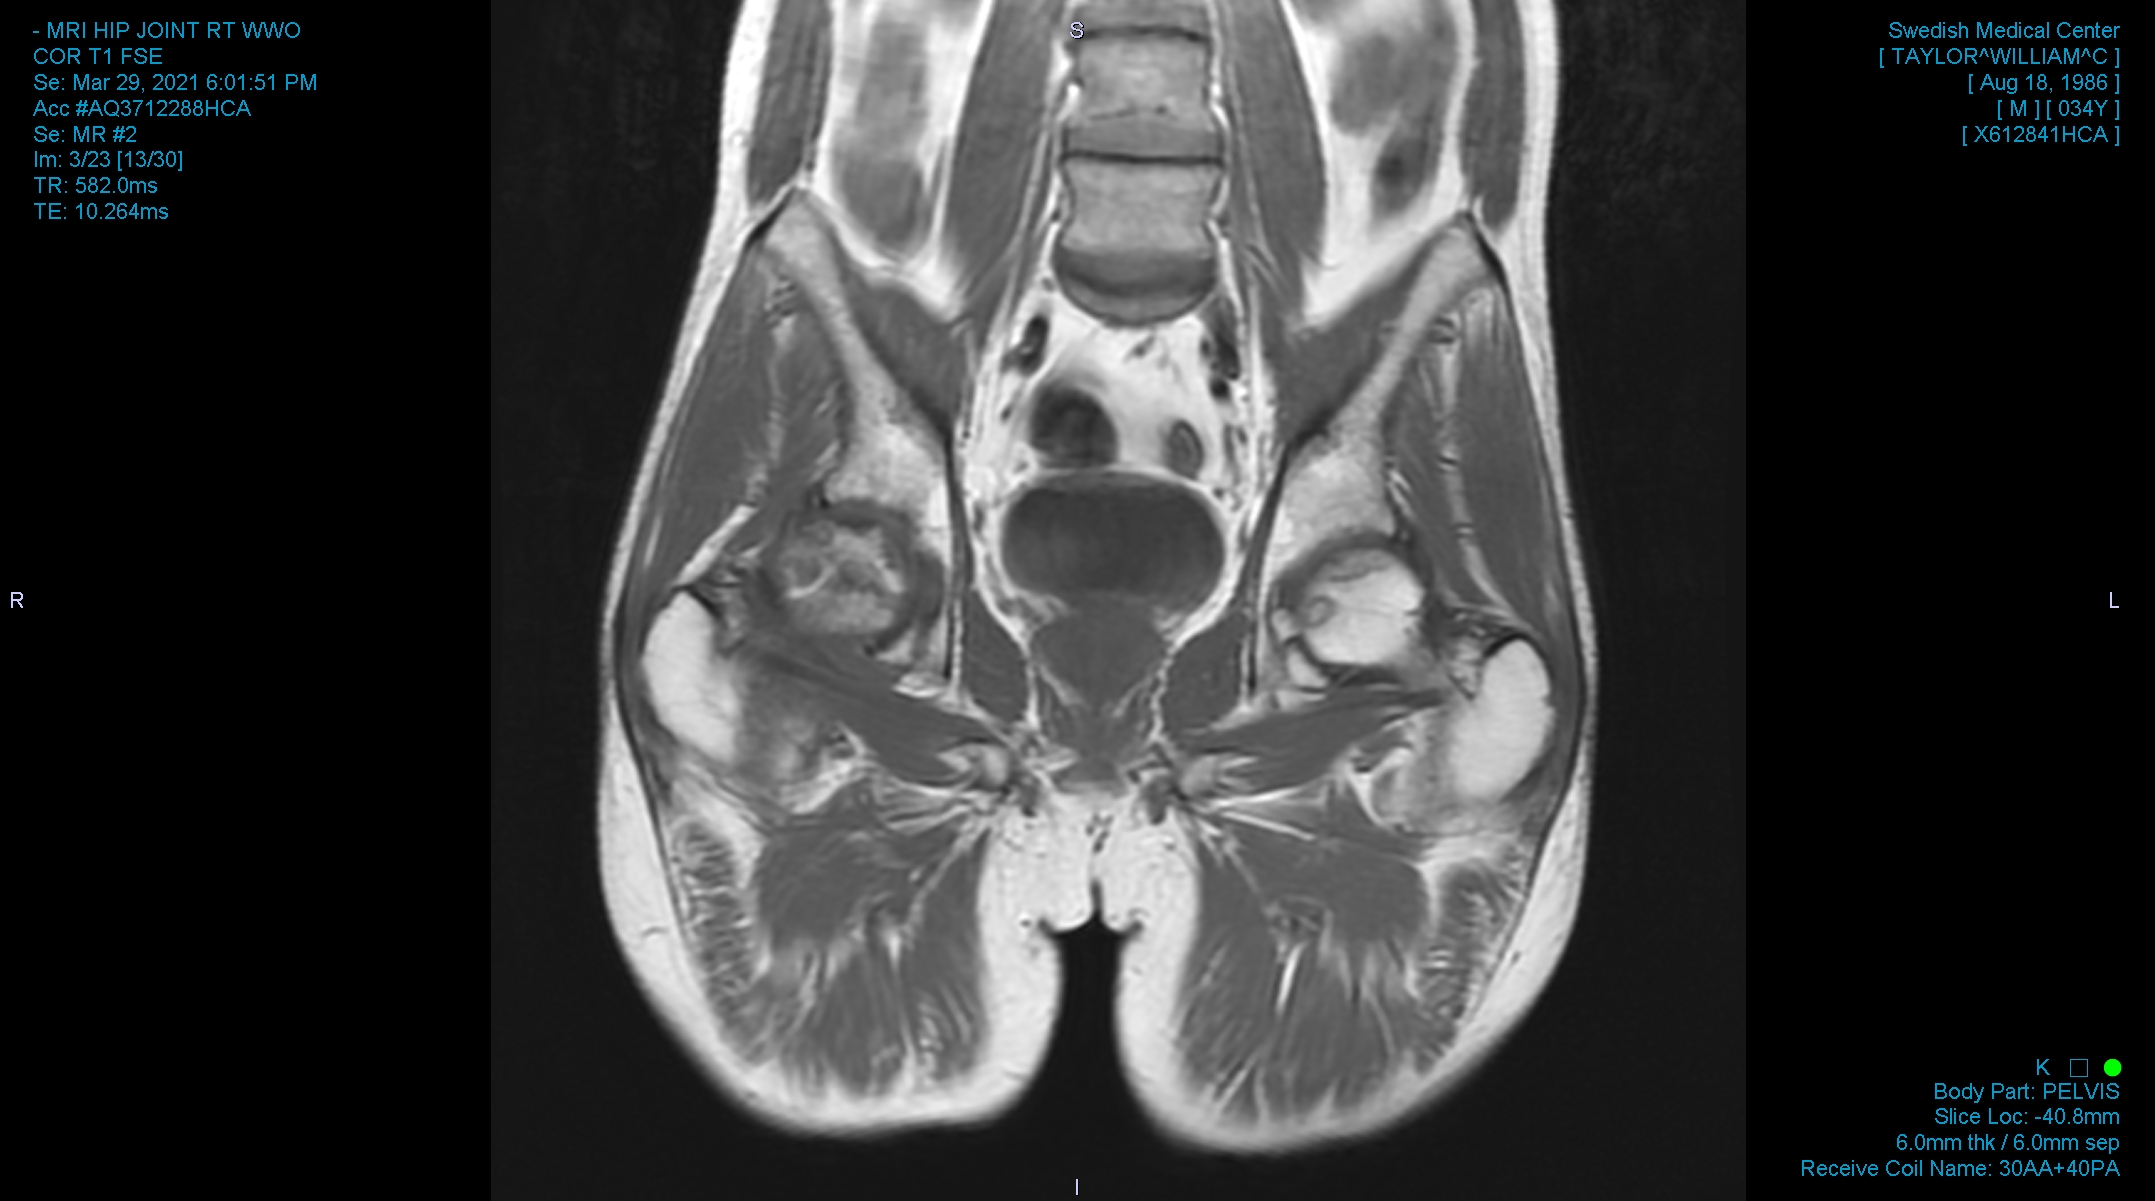 - MRI HIP JOINT RT WWO
COR T1 FSE
Se: Mar 29, 2021 6:01:51 PM
Acc #AQ3712288HCA
Se: MR #2
Im: 3/23 [13/30]
TR: 582.0ms
TE: 10.264ms
S
Swedish Medical Center
[ TAYLOR^WILLIAM^C ]
[ Aug 18, 1986 ]
[ M ] [ 034Y ]
[ X612841HCA ]
R
L
K
Body Part: PELVIS
Slice Loc: -40.8mm
6.0mm thk / 6.0mm sep
Receive Coil Name: 30AA+40PA
I